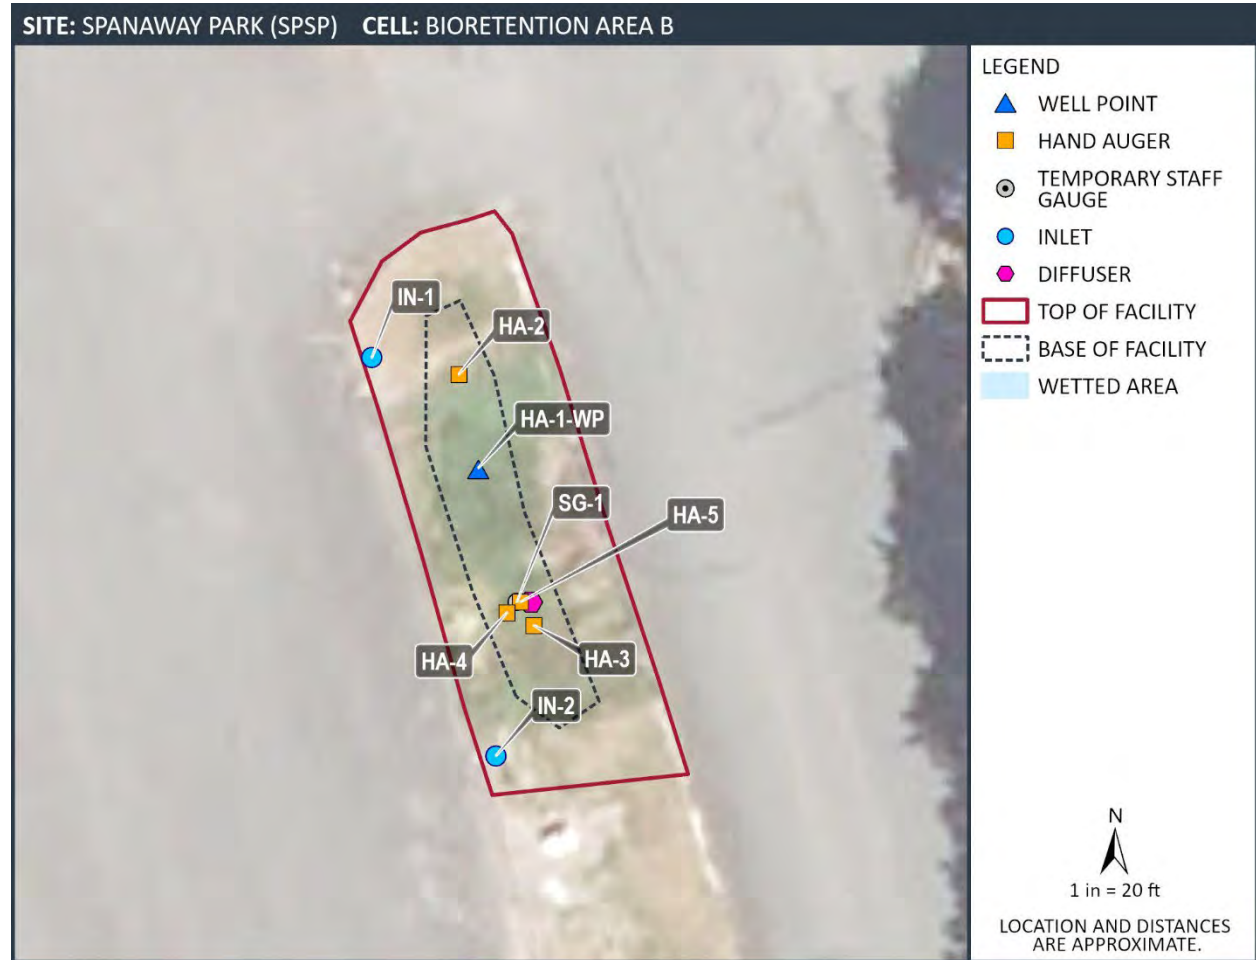 SITE: SPANAWAY PARK (SPSP) CELL: BIORETENTION AREA B
LEGEND
WELL POINT
HAND AUGER
TEMPORARY STAFF
GAUGE
INLET
DIFFUSER
TOP OF FACILITY
BASE OF FACILITY
WETTED AREA
IN-1
HA-2
HA-1-WP
SG-1
HA-5
HA-4
HA-3
IN-2
N
1 in = 20 ft
LOCATION AND DISTANCES
ARE APPROXIMATE.